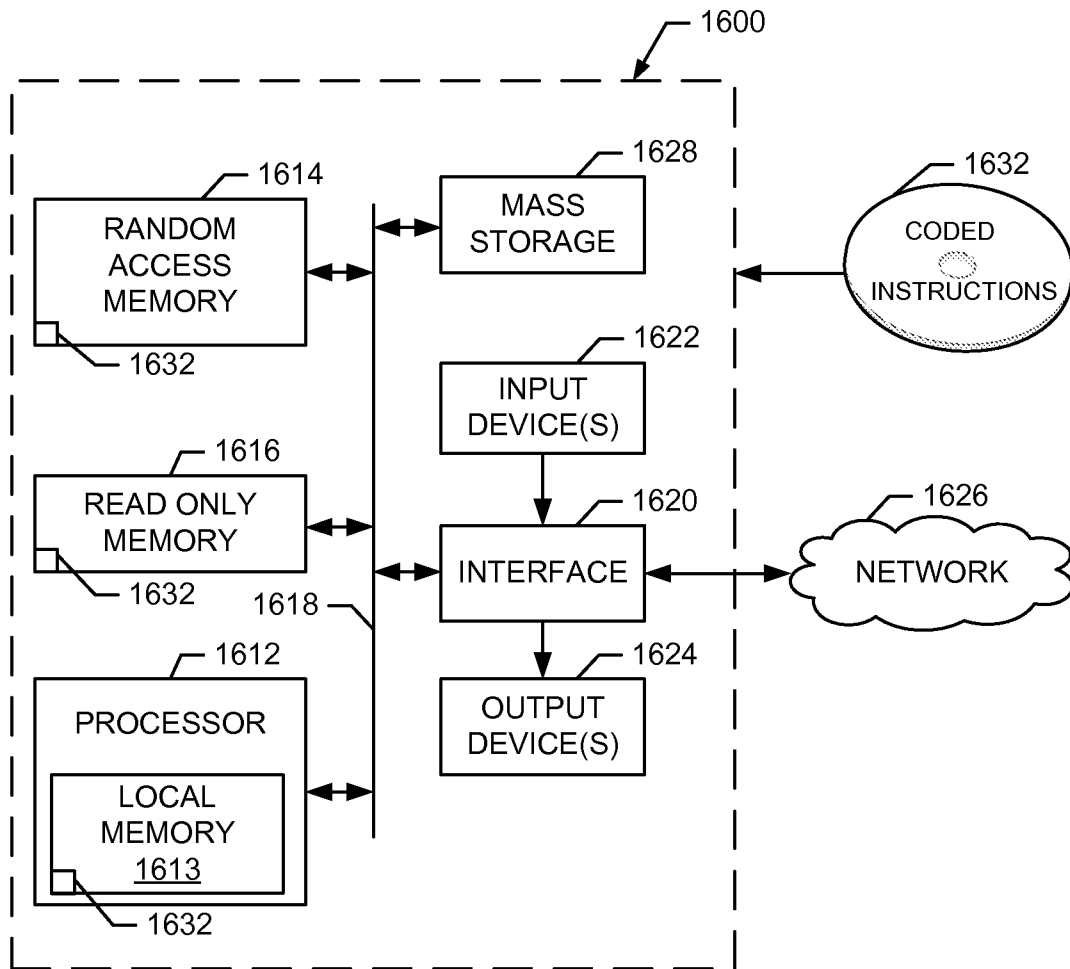 1600
1614
RANDOM
ACCESS
MEMORY
1632
1628
MASS
STORAGE
1632
CODED
INSTRUCTIONS
1622
INPUT
DEVICE(S)
1616
READ ONLY
MEMORY
1632
1620
INTERFACE
1626
NETWORK
1618
1612
PROCESSOR
LOCAL
MEMORY
1613
1632
1624
OUTPUT
DEVICE(S)